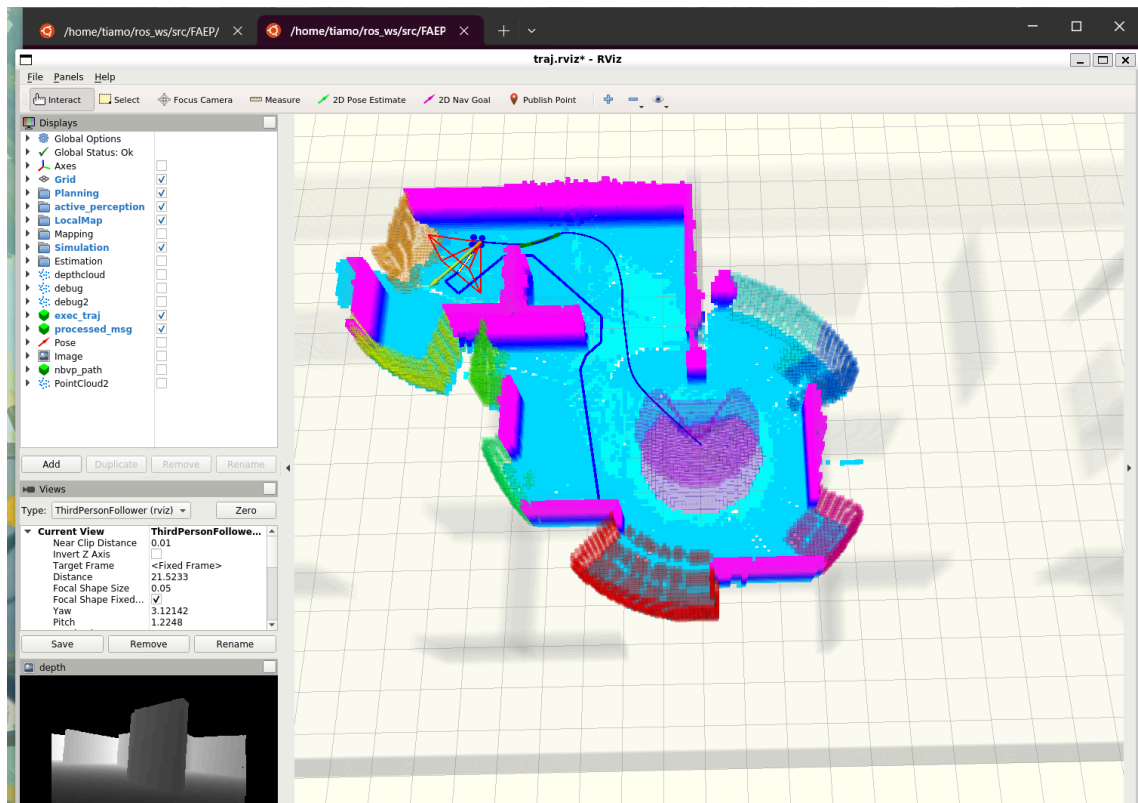 /home/tiamo/ros_ws/src/FAEP/
/home/tiamo/ros_ws/src/FAEP
traj.rviz* - RViz
File Panels Help
Interact Select Focus Camera Measure 2D Pose Estimate 2D Nav Goal Publish Point
Displays
Global Options
Global Status: Ok
Axes
Grid
Planning
active_perception
LocalMap
Mapping
Simulation
Estimation
depthcloud
debug
debug2
exec_traj
processed_msg
Pose
Image
nbvp_path
PointCloud2
Add Duplicate Remove Rename
Views
Type: ThirdPersonFollower (rviz) Zero
Current View ThirdPersonFollowe...
Near Clip Distance 0.01
Invert Z Axis
Target Frame <Fixed Frame>
Distance 21.5233
Focal Shape Size 0.05
Focal Shape Fixed...
Yaw 3.12142
Pitch 1.2248
Save Remove Rename
depth